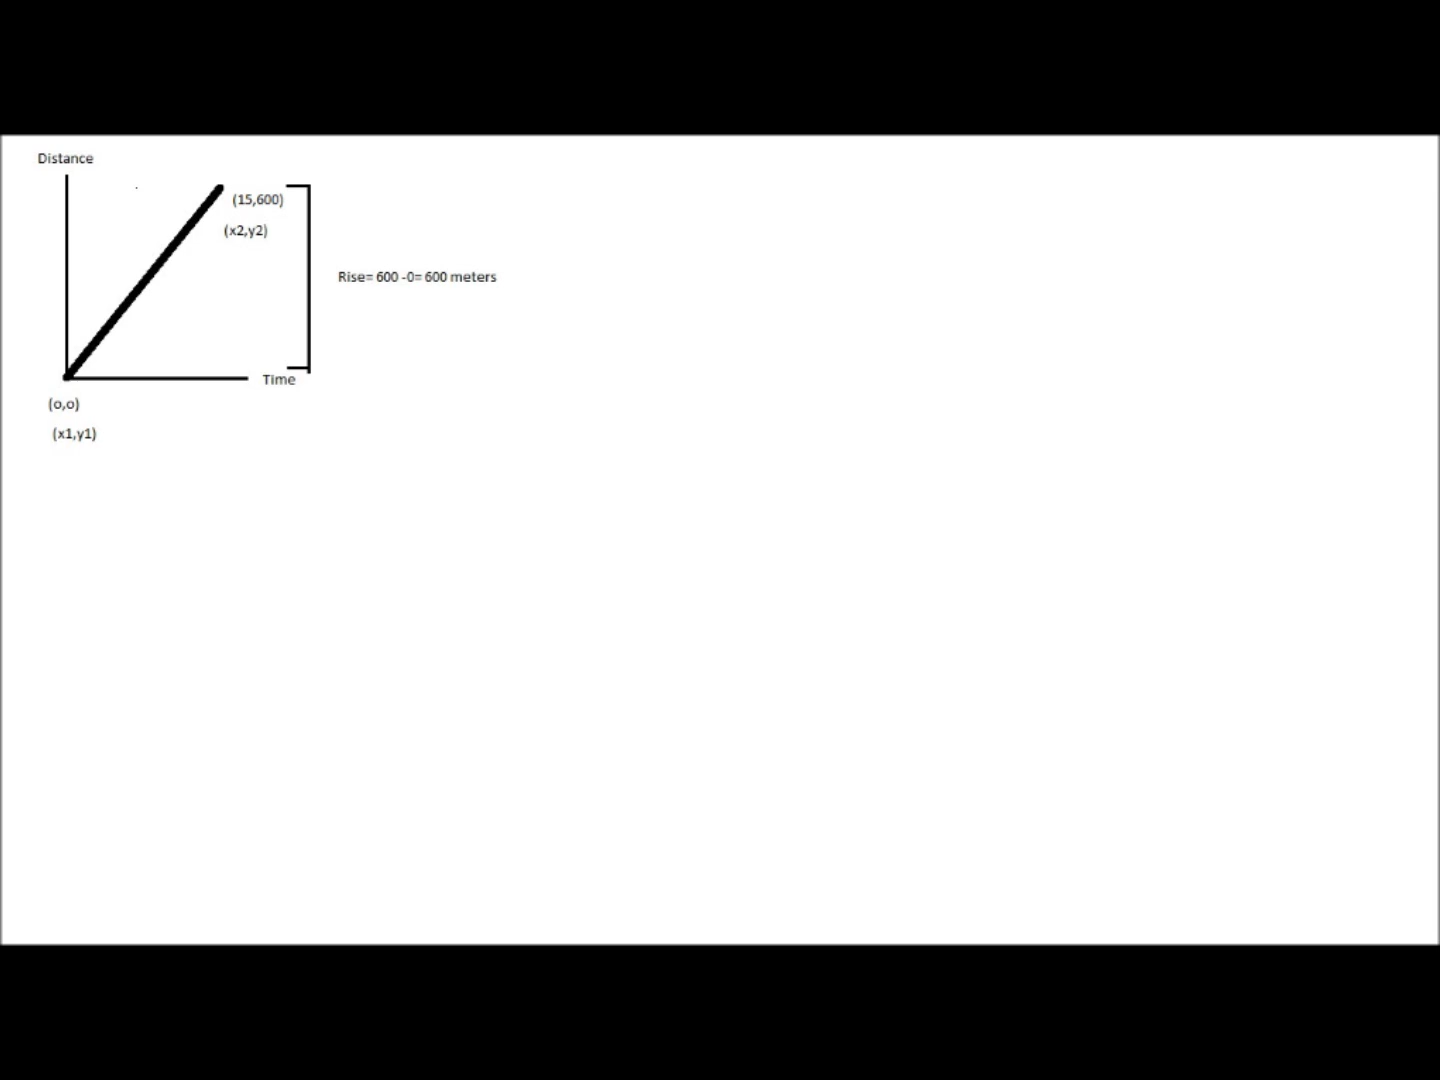 Distance
(15,600)
(x2,y2)
Rise= 600 -0= 600 meters
Time
(o,o)
(x1,y1)